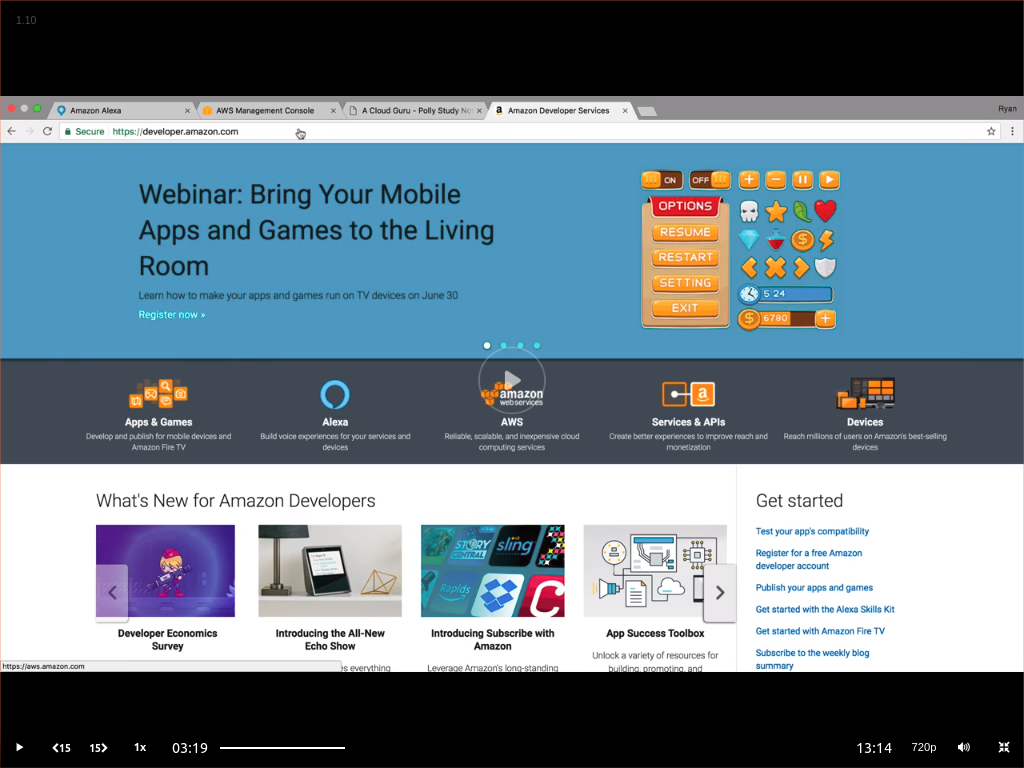 1.10
Amazon Alexa
AWS Management Console
A Cloud Guru - Polly Study No
Amazon Developer Services
Ryan
Secure
https://developer.amazon.com
Webinar: Bring Your Mobile
Apps and Games to the Living
Room
Learn how to make your apps and games run on TV devices on June 30
Register now »
ON
OFF
OPTIONS
RESUME
RESTART
SETTING
EXIT
5 24
6780
amazon
web services
Apps & Games
Develop and publish for mobile devices and
Amazon Fire TV
Alexa
Build voice experiences for your services and
devices
AWS
Reliable, scalable, and inexpensive cloud
computing services
Services & APIs
Create better experiences to improve reach and
monetization
Devices
Reach millions of users on Amazon's best-selling
devices
What's New for Amazon Developers
STORY
CENTRAL
sling
Rapids
Developer Economics
Survey
Introducing the All-New
Echo Show
es everything
Introducing Subscribe with
Amazon
Leverage Amazon's long-standing
App Success Toolbox
Unlock a variety of resources for
building, promoting, and
Get started
Test your app's compatibility
Register for a free Amazon
developer account
Publish your apps and games
Get started with the Alexa Skills Kit
Get started with Amazon Fire TV
Subscribe to the weekly blog
summary
https://aws.amazon.com
15
15
1x
03:19
13:14
720p